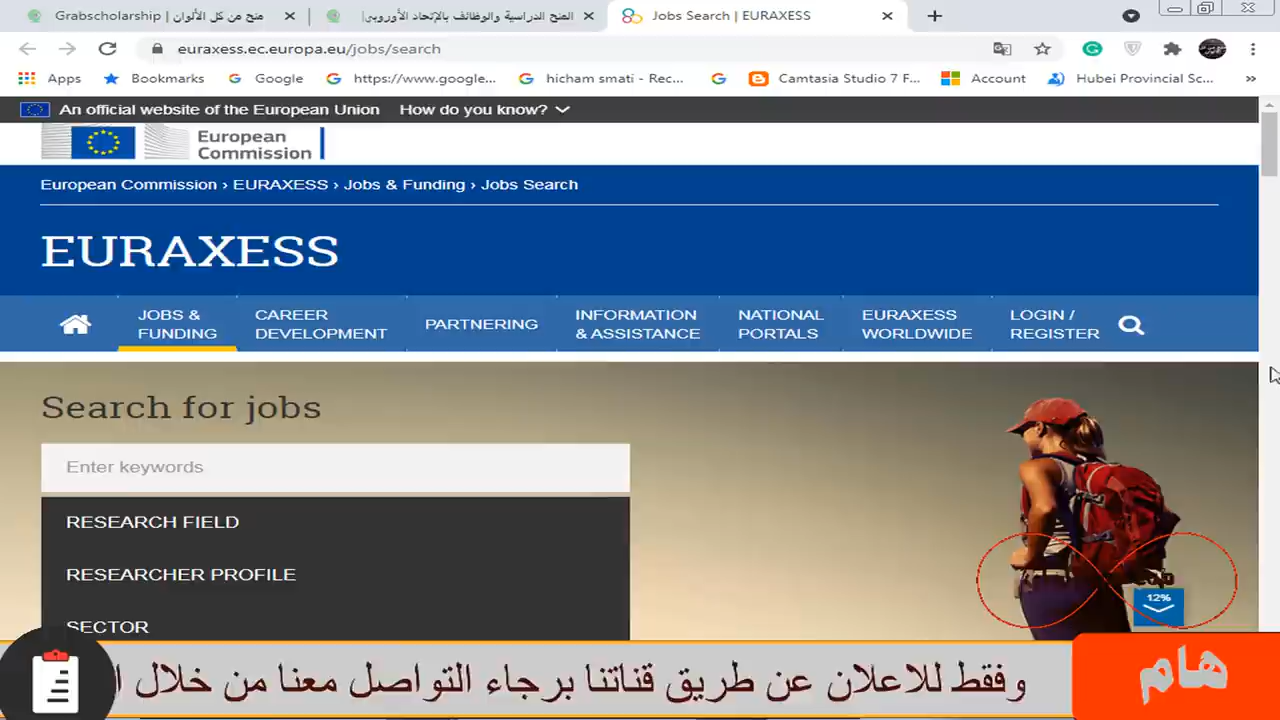 Grabscholarship | منح من كل الألوان
المنح الدراسية والوظائف بالإتحاد الأوروبي|
Jobs Search | EURAXESS
euraxess.ec.europa.eu/jobs/search
Apps
Bookmarks
Google
https://www.google...
hicham smati - Rec...
Camtasia Studio 7 F...
Account
Hubei Provincial Sc...
»
An official website of the European Union
How do you know?
European
Commission
European Commission › EURAXESS › Jobs & Funding › Jobs Search
EURAXESS
JOBS &
FUNDING
CAREER
DEVELOPMENT
PARTNERING
INFORMATION
& ASSISTANCE
NATIONAL
PORTALS
EURAXESS
WORLDWIDE
LOGIN /
REGISTER
Search for jobs
Enter keywords
RESEARCH FIELD
RESEARCHER PROFILE
SECTOR
12%
هام
وفقط للاعلان عن طريق قناتنا برجاء التواصل معنا من خلال ا